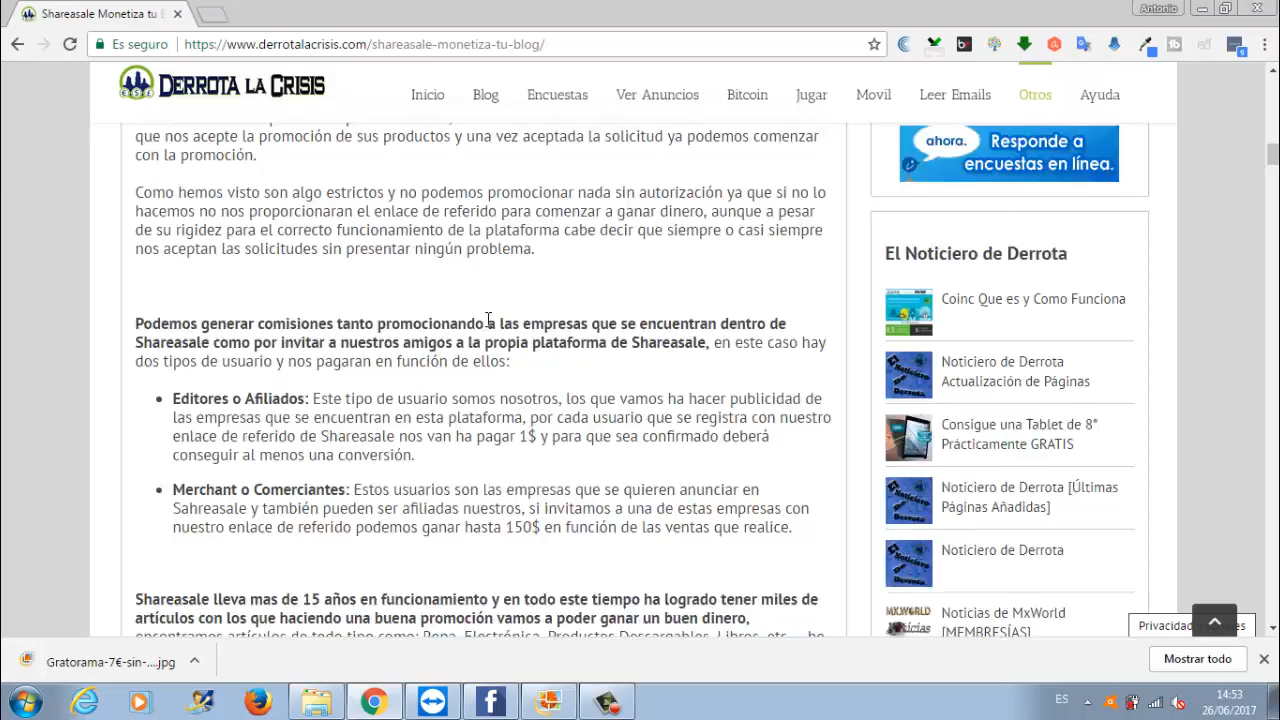 Shareasale Monetiza tu B
Antonio
Es seguro
https://www.derrotalacrisis.com/shareasale-monetiza-tu-blog/
DERROTA LA CRISIS
Inicio
Blog
Encuestas
Ver Anuncios
Bitcoin
Jugar
Movil
Leer Emails
Otros
Ayuda
que nos acepte la promoción de sus productos y una vez aceptada la solicitud ya podemos comenzar
con la promoción.
Como hemos visto son algo estrictos y no podemos promocionar nada sin autorización ya que si no lo
hacemos no nos proporcionaran el enlace de referido para comenzar a ganar dinero, aunque a pesar
de su rigidez para el correcto funcionamiento de la plataforma cabe decir que siempre o casi siempre
nos aceptan las solicitudes sin presentar ningún problema.
Podemos generar comisiones tanto promocionando a las empresas que se encuentran dentro de
Shareasale como por invitar a nuestros amigos a la propia plataforma de Shareasale, en este caso hay
dos tipos de usuario y nos pagaran en función de ellos:
Editores o Afiliados: Este tipo de usuario somos nosotros, los que vamos ha hacer publicidad de
las empresas que se encuentran en esta plataforma, por cada usuario que se registra con nuestro
enlace de referido de Shareasale nos van ha pagar 1$ y para que sea confirmado deberá
conseguir al menos una conversión.
Merchant o Comerciantes: Estos usuarios son las empresas que se quieren anunciar en
Sahreasale y también pueden ser afiliadas nuestros, si invitamos a una de estas empresas con
nuestro enlace de referido podemos ganar hasta 150$ en función de las ventas que realice.
Shareasale lleva mas de 15 años en funcionamiento y en todo este tiempo ha logrado tener miles de
artículos con los que haciendo una buena promoción vamos a poder ganar un buen dinero,
encontramos artículos de todo tipo como: Ropa, Electrónica, Productos Descargables, Libros, etc...
ahora.
Responde a
encuestas en línea.
El Noticiero de Derrota
Coinc Que es y Como Funciona
Noticiero de Derrota
Actualización de Páginas
Consigue una Tablet de 8"
Prácticamente GRATIS
Noticiero de Derrota [Últimas
Páginas Añadidas]
Noticiero de Derrota
Noticias de MxWorld
[MEMBRESÍAS]
Gratorama-7€-sin-....jpg
Mostrar todo
ES
14:53
26/06/2017